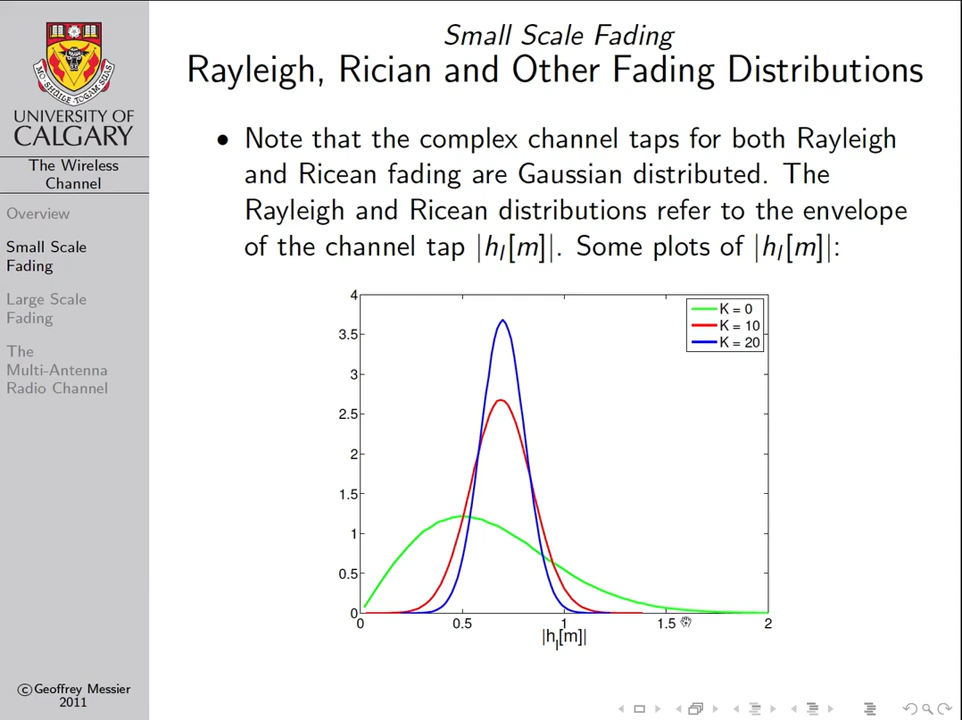 Small Scale Fading
Rayleigh, Rician and Other Fading Distributions
UNIVERSITY OF
CALGARY
The Wireless
Channel
Overview
Small Scale
Fading
Large Scale
Fading
The
Multi-Antenna
Radio Channel
• Note that the complex channel taps for both Rayleigh
and Ricean fading are Gaussian distributed. The
Rayleigh and Ricean distributions refer to the envelope
of the channel tap |h_l[m]|. Some plots of |h_l[m]|:
4
3.5
3
2.5
2
1.5
1
0.5
0
K = 0
K = 10
K = 20
0 0.5 1 1.5 2
|h_l[m]|
©Geoffrey Messier
2011